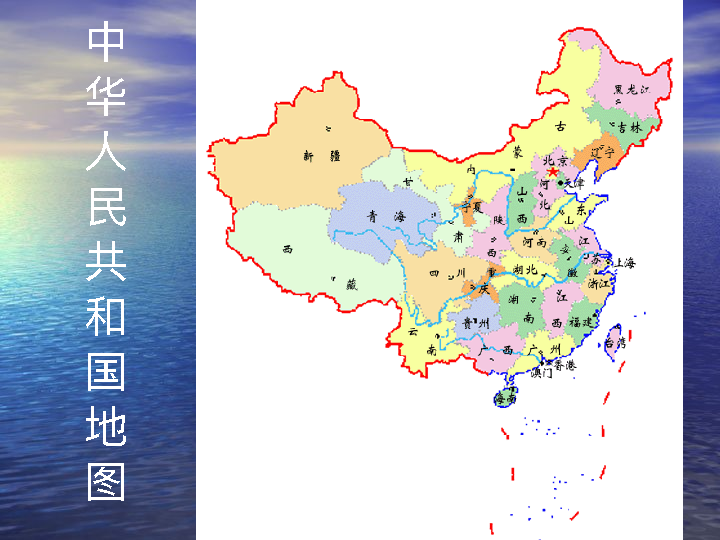 中华人民共和国地图
黑龙江
吉林
辽宁
内蒙古
北京
天津
河北
山西
山东
新疆
甘肃
宁夏
青海
陕西
河南
江苏
安徽
上海
西藏
四川
重庆
湖北
浙江
湖南
江西
贵州
福建
云南
广西
广州
台湾
香港
澳门
海南